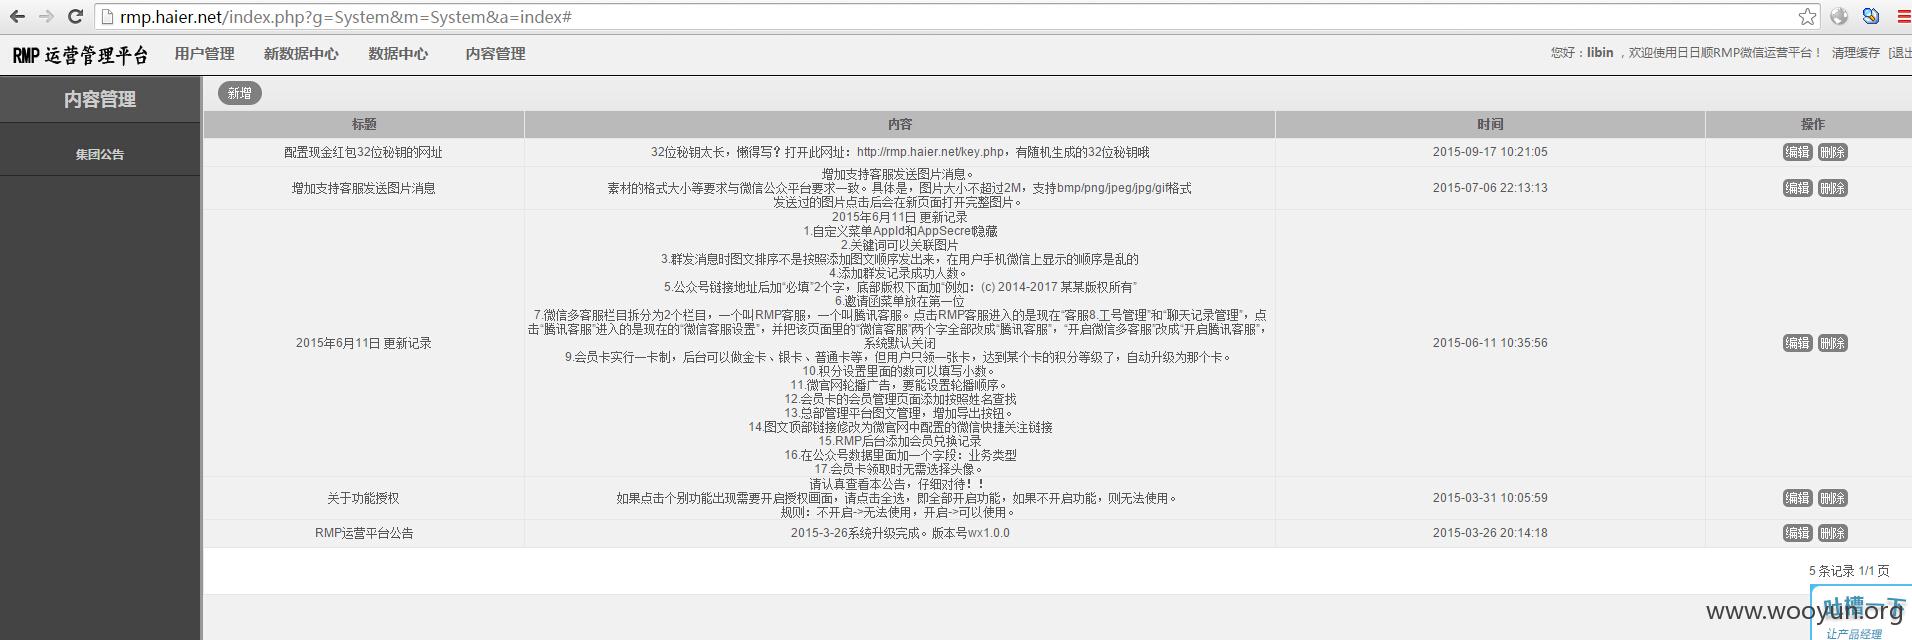 rmp.haier.net/index.php?g=System&m=System&a=index#
RMP 运营管理平台 用户管理 新数据中心 数据中心 内容管理 您好：libin ，欢迎使用日日顺RMP微信运营平台！ 清理缓存 [退出
内容管理
集团公告
新增
标题 内容 时间 操作
配置现金红包32位秘钥的网址 32位秘钥太长，懒得写？打开此网址：http://rmp.haier.net/key.php，有随机生成的32位秘钥哦 2015-09-17 10:21:05 编辑 删除
增加支持客服发送图片消息。
增加支持客服发送图片消息 素材的格式大小等要求与微信公众平台要求一致。具体是，图片大小不超过2M，支持bmp/png/jpeg/jpg/gif格式 2015-07-06 22:13:13 编辑 删除
发送过的图片点击后会在新页面打开完整图片。
2015年6月11日 更新记录
1.自定义菜单AppId和AppSecret隐藏
2.关键词可以关联图片
3.群发消息时图文排序不是按照添加图文顺序发出来，在用户手机微信上显示的顺序是乱的
4.添加群发记录成功人数。
5.公众号链接地址后加“必填”2个字，底部版权下面加“例如：(c) 2014-2017 某某版权所有”
6.邀请函菜单放在第一位
7.微信多客服栏目拆分为2个栏目，一个叫RMP客服，一个叫腾讯客服。点击RMP客服进入的是现在“客服8.工号管理”和“聊天记录管理”，点
击“腾讯客服”进入的是现在的“微信客服设置”，并把该页面里的“微信客服”两个字全部改成“腾讯客服”，“开启微信多客服”改成“开启腾讯客服”，
2015年6月11日 更新记录 系统默认关闭 2015-06-11 10:35:56 编辑 删除
9.会员卡实行一卡制，后台可以做金卡、银卡、普通卡等，但用户只领一张卡，达到某个卡的积分等级了，自动升级为那个卡。
10.积分设置里面的数可以填写小数。
11.微官网轮播广告，要能设置轮播顺序。
12.会员卡的会员管理页面添加按照姓名查找
13.总部管理平台图文管理，增加导出按钮。
14.图文顶部链接修改为微官网中配置的微信快捷关注链接
15.RMP后台添加会员兑换记录
16.在公众号数据里面加一个字段：业务类型
17.会员卡领取时无需选择头像。
请认真查看本公告，仔细对待！！
关于功能授权 如果点击个别功能出现需要开启授权画面，请点击全选，即全部开启功能，如果不开启功能，则无法使用。 2015-03-31 10:05:59 编辑 删除
规则：不开启->无法使用，开启->可以使用。
RMP运营平台公告 2015-3-26系统升级完成。版本号wx1.0.0 2015-03-26 20:14:18 编辑 删除
5 条记录 1/1 页
吐槽一下
www.wooyun.org
让产品经理